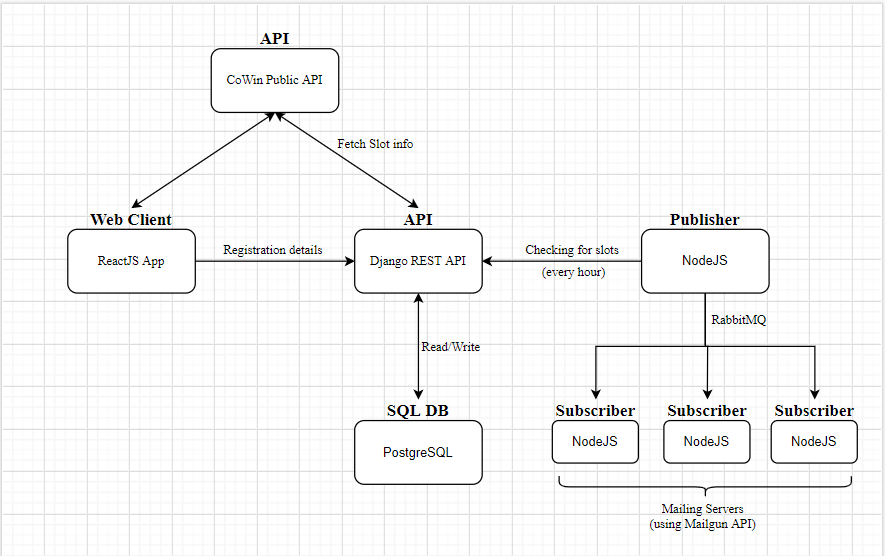 API
CoWin Public API
Fetch Slot info
Web Client
API
Publisher
ReactJS App
Registration details
Django REST API
Checking for slots
(every hour)
NodeJS
RabbitMQ
Read/Write
SQL DB
PostgreSQL
Subscriber
Subscriber
Subscriber
NodeJS
NodeJS
NodeJS
Mailing Servers
(using Mailgun API)